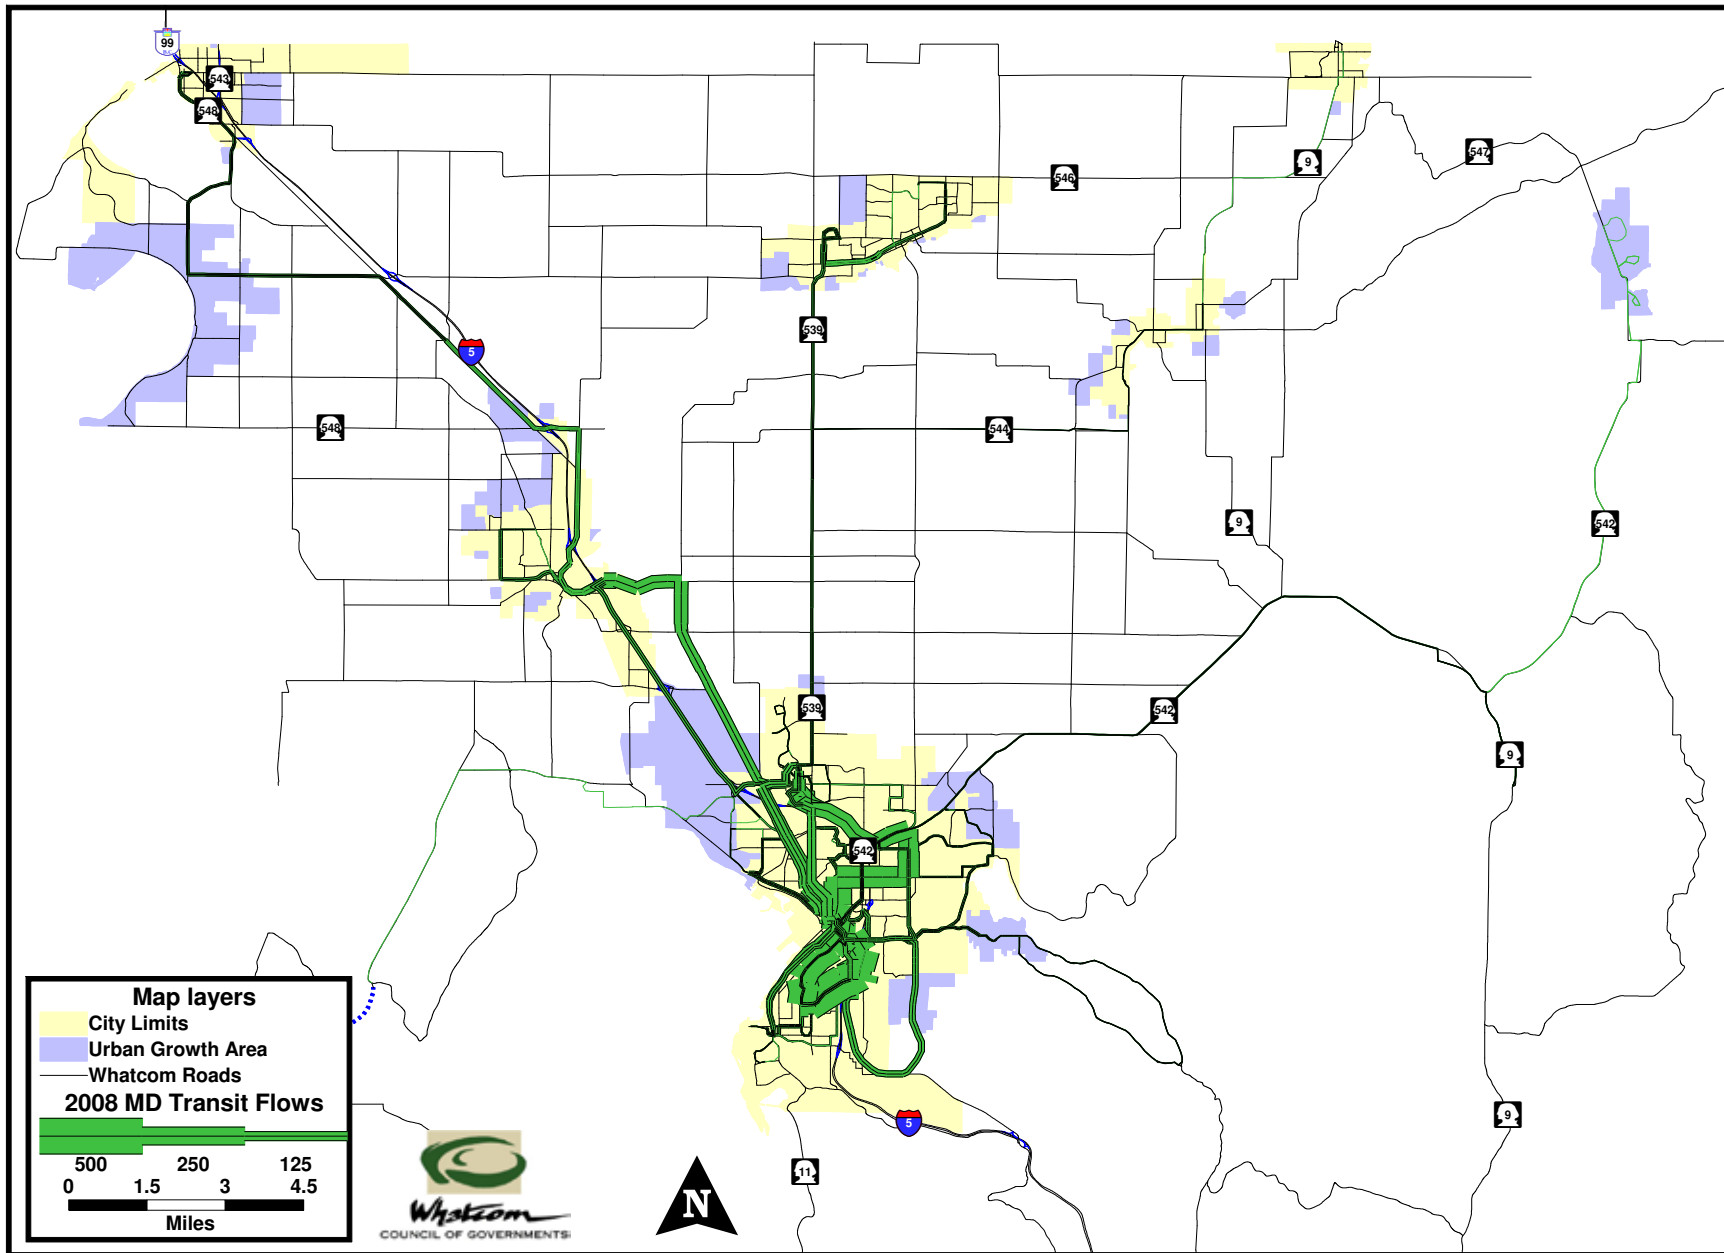 99
B.C.
543
548
9
547
546
539
5
548
544
9
542
539
542
9
542
5
9
11
Map layers
City Limits
Urban Growth Area
Whatcom Roads
2008 MD Transit Flows
500 250 125
0 1.5 3 4.5
Miles
Whatcom
COUNCIL OF GOVERNMENTS
N